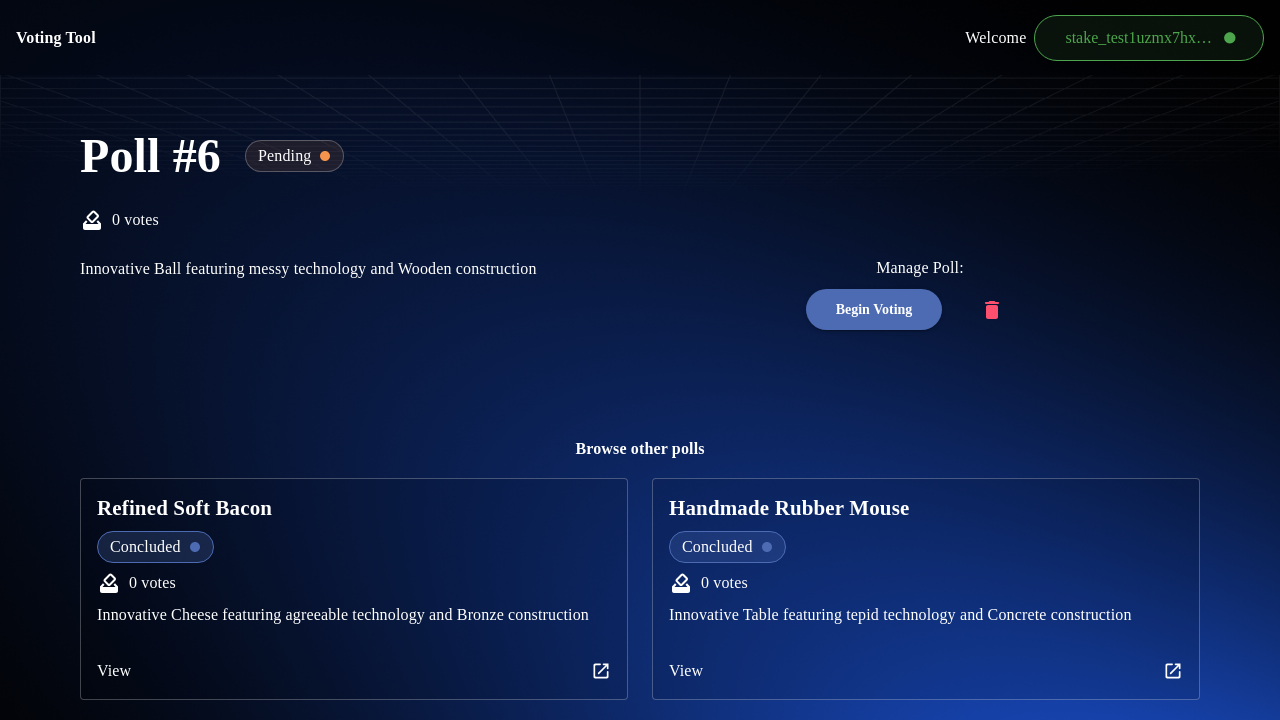 Voting Tool
Welcome
stake_test1uzmx7hx…
Poll #6
Pending
0 votes
Innovative Ball featuring messy technology and Wooden construction
Manage Poll:
Begin Voting
Browse other polls
Refined Soft Bacon
Concluded
0 votes
Innovative Cheese featuring agreeable technology and Bronze construction
View
Handmade Rubber Mouse
Concluded
0 votes
Innovative Table featuring tepid technology and Concrete construction
View